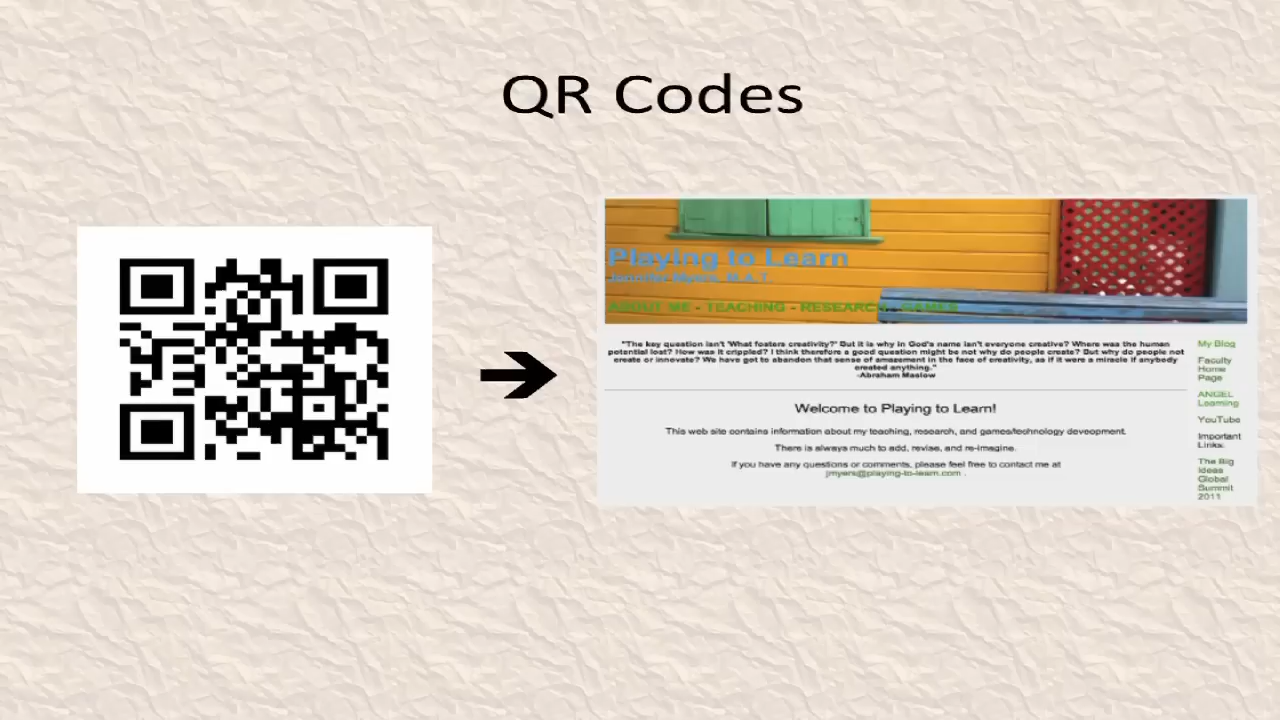 QR Codes
Playing to Learn
Jennifer Myers, M.A.T.
ABOUT ME - TEACHING - RESEARCH - GAMES
"The key question isn't 'What fosters creativity?' But it is why in God's name isn't everyone creative? Where was the human
potential lost? How was it crippled? I think therefore a good question might be not why do people create? But why do people not
create or innovate? We have got to abandon that sense of amazement in the face of creativity, as if it were a miracle if anybody
created anything."
-Abraham Maslow
Welcome to Playing to Learn!
This web site contains information about my teaching, research, and games/technology deveopment.
There is always much to add, revise, and re-imagine.
If you have any questions or comments, please feel free to contact me at
jmyers@playing-to-learn.com .
My Blog
Faculty
Home
Page
ANGEL
Learning
YouTube
Important
Links:
The Big
Ideas
Global
Summit
2011